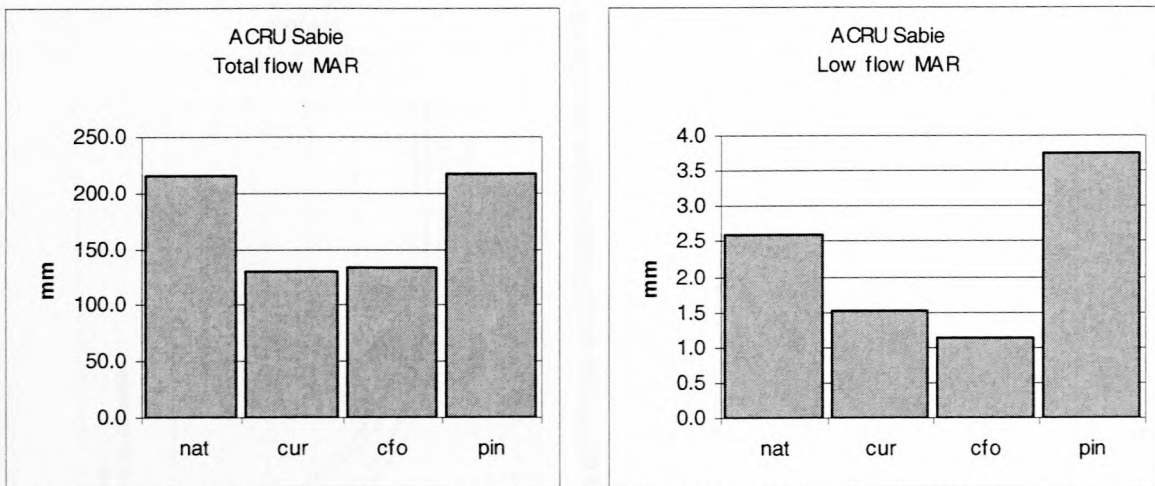 ACRU Sabie
Total flow MAR
250.0
200.0
150.0
100.0
50.0
0.0
mm
nat cur cfo pin
ACRU Sabie
Low flow MAR
4.0
3.5
3.0
2.5
2.0
1.5
1.0
0.5
0.0
mm
nat cur cfo pin